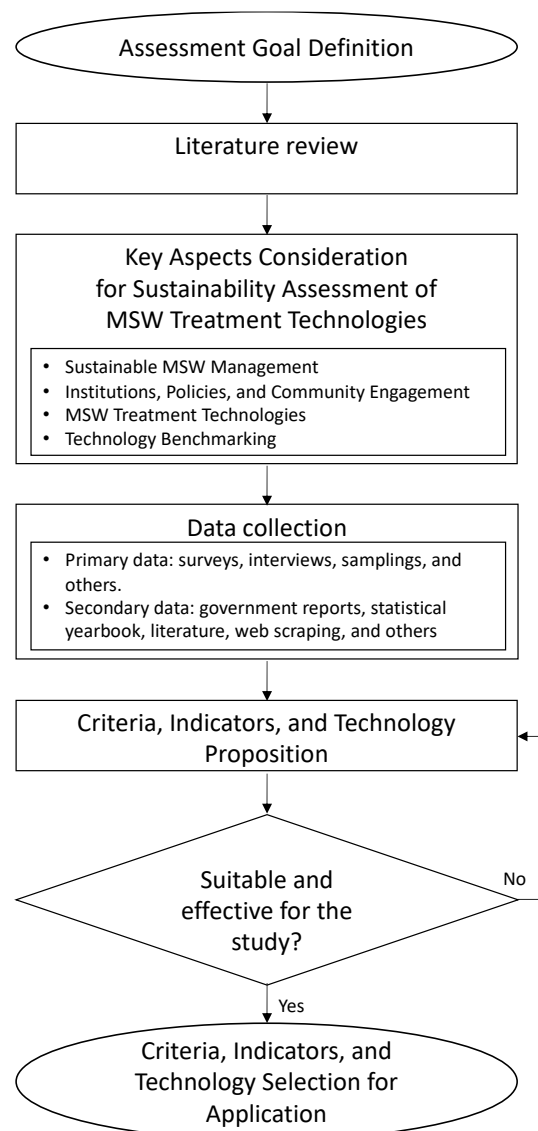 Assessment Goal Definition
Literature review
Key Aspects Consideration
for Sustainability Assessment of
MSW Treatment Technologies
• Sustainable MSW Management
• Institutions, Policies, and Community Engagement
• MSW Treatment Technologies
• Technology Benchmarking
Data collection
• Primary data: surveys, interviews, samplings, and
others.
• Secondary data: government reports, statistical
yearbook, literature, web scraping, and others
Criteria, Indicators, and Technology
Proposition
Suitable and
effective for the
study?
No
Yes
Criteria, Indicators, and
Technology Selection for
Application